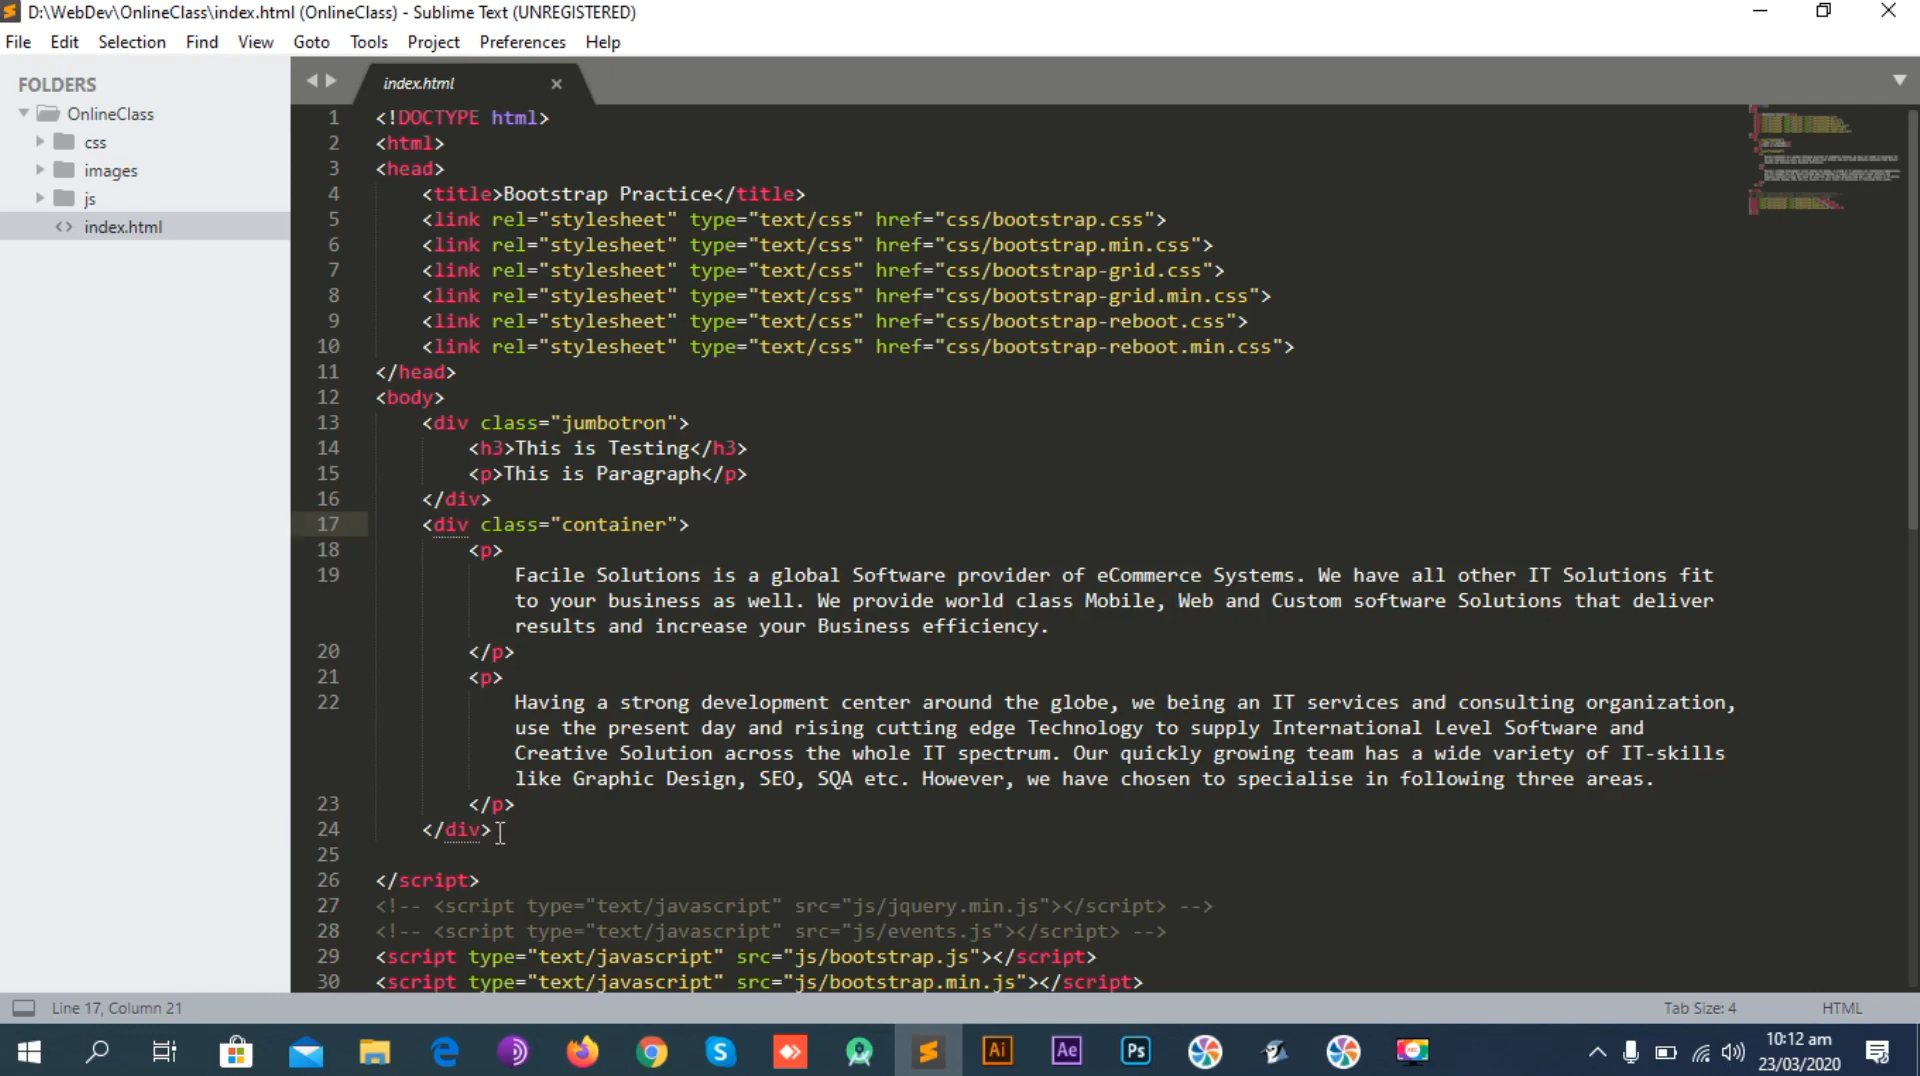 D:\WebDev\OnlineClass\index.html (OnlineClass) - Sublime Text (UNREGISTERED)
File Edit Selection Find View Goto Tools Project Preferences Help
FOLDERS
OnlineClass
css
images
js
<> index.html
index.html
1 <!DOCTYPE html>
2 <html>
3 <head>
4 <title>Bootstrap Practice</title>
5 <link rel="stylesheet" type="text/css" href="css/bootstrap.css">
6 <link rel="stylesheet" type="text/css" href="css/bootstrap.min.css">
7 <link rel="stylesheet" type="text/css" href="css/bootstrap-grid.css">
8 <link rel="stylesheet" type="text/css" href="css/bootstrap-grid.min.css">
9 <link rel="stylesheet" type="text/css" href="css/bootstrap-reboot.css">
10 <link rel="stylesheet" type="text/css" href="css/bootstrap-reboot.min.css">
11 </head>
12 <body>
13 <div class="jumbotron">
14 <h3>This is Testing</h3>
15 <p>This is Paragraph</p>
16 </div>
17 <div class="container">
18 <p>
19 Facile Solutions is a global Software provider of eCommerce Systems. We have all other IT Solutions fit
to your business as well. We provide world class Mobile, Web and Custom software Solutions that deliver
results and increase your Business efficiency.
20 </p>
21 <p>
22 Having a strong development center around the globe, we being an IT services and consulting organization,
use the present day and rising cutting edge Technology to supply International Level Software and
Creative Solution across the whole IT spectrum. Our quickly growing team has a wide variety of IT-skills
like Graphic Design, SEO, SQA etc. However, we have chosen to specialise in following three areas.
23 </p>
24 </div>
25
26 </script>
27 <!-- <script type="text/javascript" src="js/jquery.min.js"></script> -->
28 <!-- <script type="text/javascript" src="js/events.js"></script> -->
29 <script type="text/javascript" src="js/bootstrap.js"></script>
30 <script type="text/javascript" src="js/bootstrap.min.js"></script>
Line 17, Column 21
Tab Size: 4
HTML
Ai
Ae
Ps
10:12 am
23/03/2020